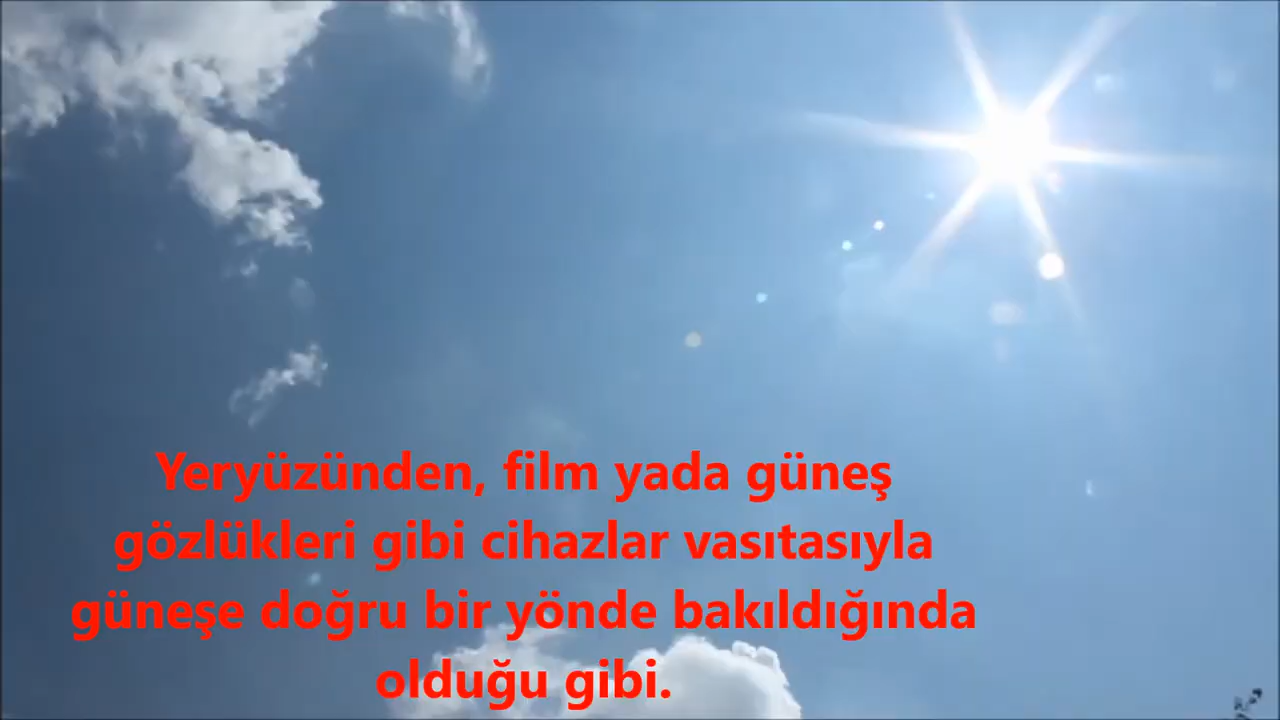 Yeryüzünden, film yada güneş
gözlükleri gibi cihazlar vasıtasıyla
güneşe doğru bir yönde bakıldığında
olduğu gibi.